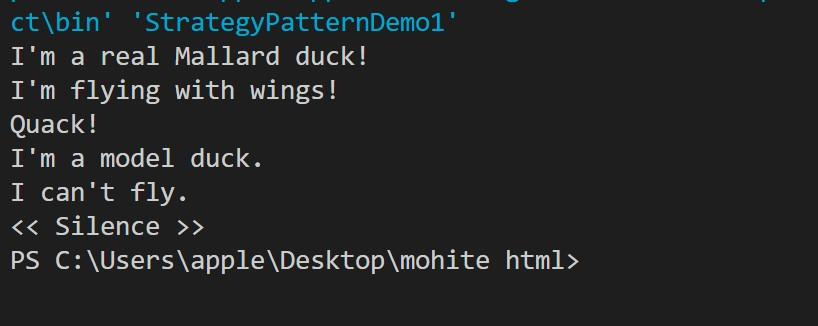 ct\bin' 'StrategyPatternDemo1'
I'm a real Mallard duck!
I'm flying with wings!
Quack!
I'm a model duck.
I can't fly.
<< Silence >>
PS C:\Users\apple\Desktop\mohite html>